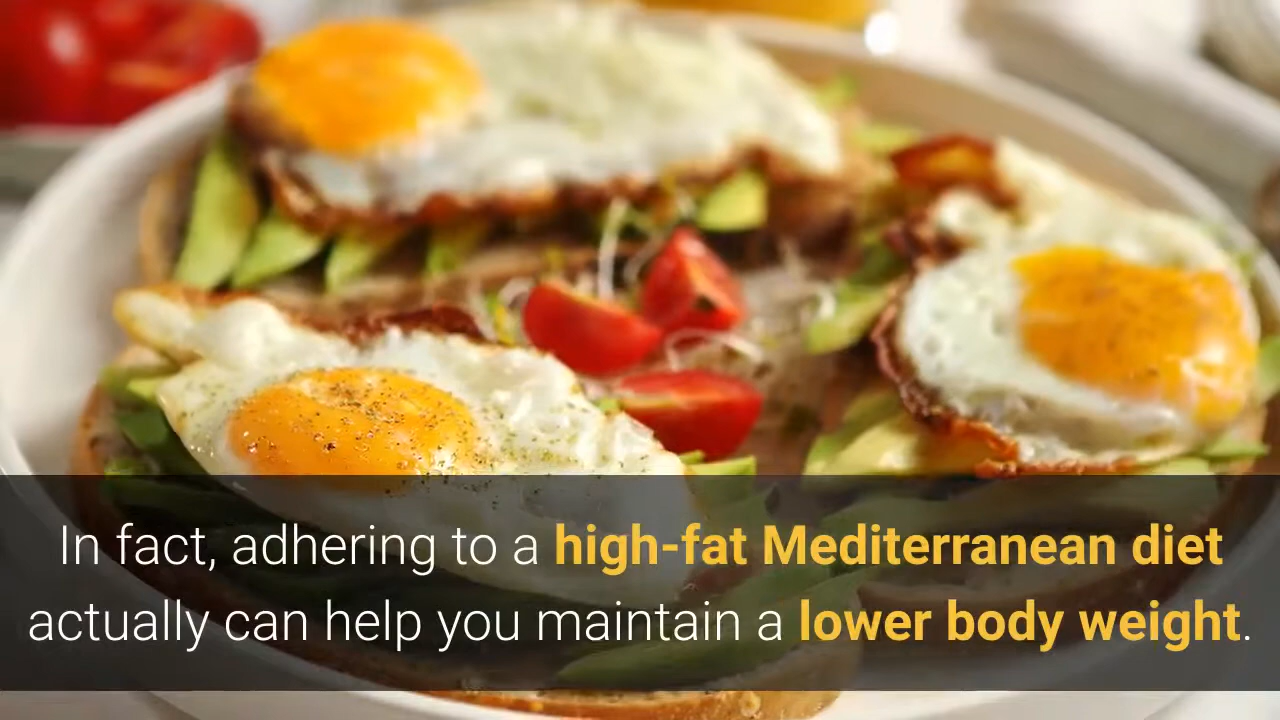 In fact, adhering to a high-fat Mediterranean diet
actually can help you maintain a lower body weight.